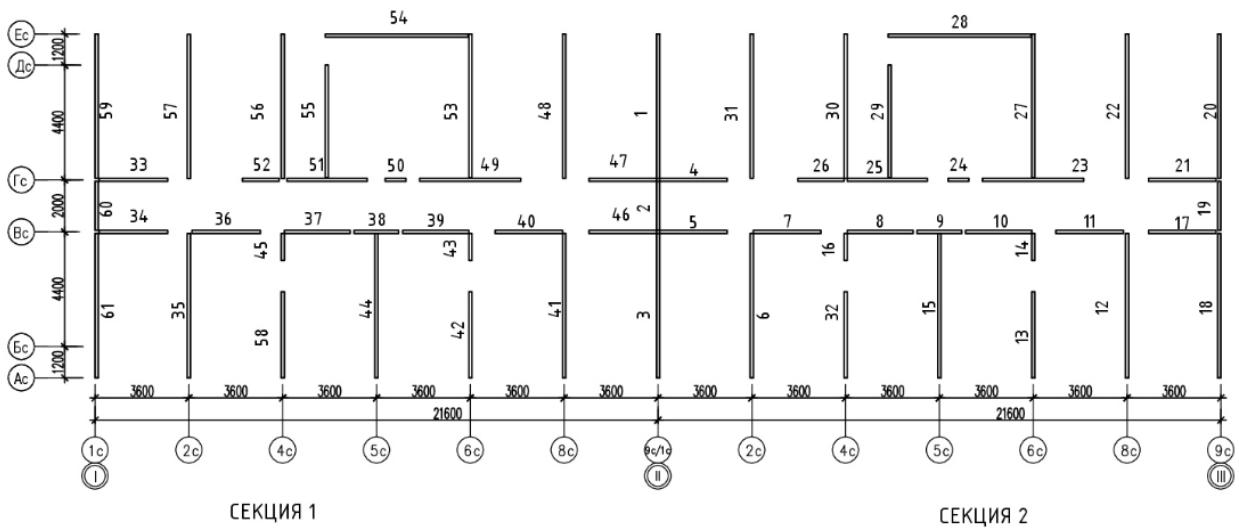 54 28
Ес 1200
Дс
59 57 56 55 53 48 1 31 30 29 27 22 20
4400
33 52 51 50 49 47 4 26 25 24 23 21
Гс
2000 60 2 19
34 36 37 38 39 40 46 5 7 8 9 10 11 17
Вс
45 43 16 14
4400
61 35 58 44 42 41 3 6 32 15 13 12 18
Бс
1200
Ас
3600 3600 3600 3600 3600 3600 3600 3600 3600 3600 3600 3600
21600 21600
1с 2с 4с 5с 6с 8с 9с/1с 2с 4с 5с 6с 8с 9с
I II III
СЕКЦИЯ 1 СЕКЦИЯ 2